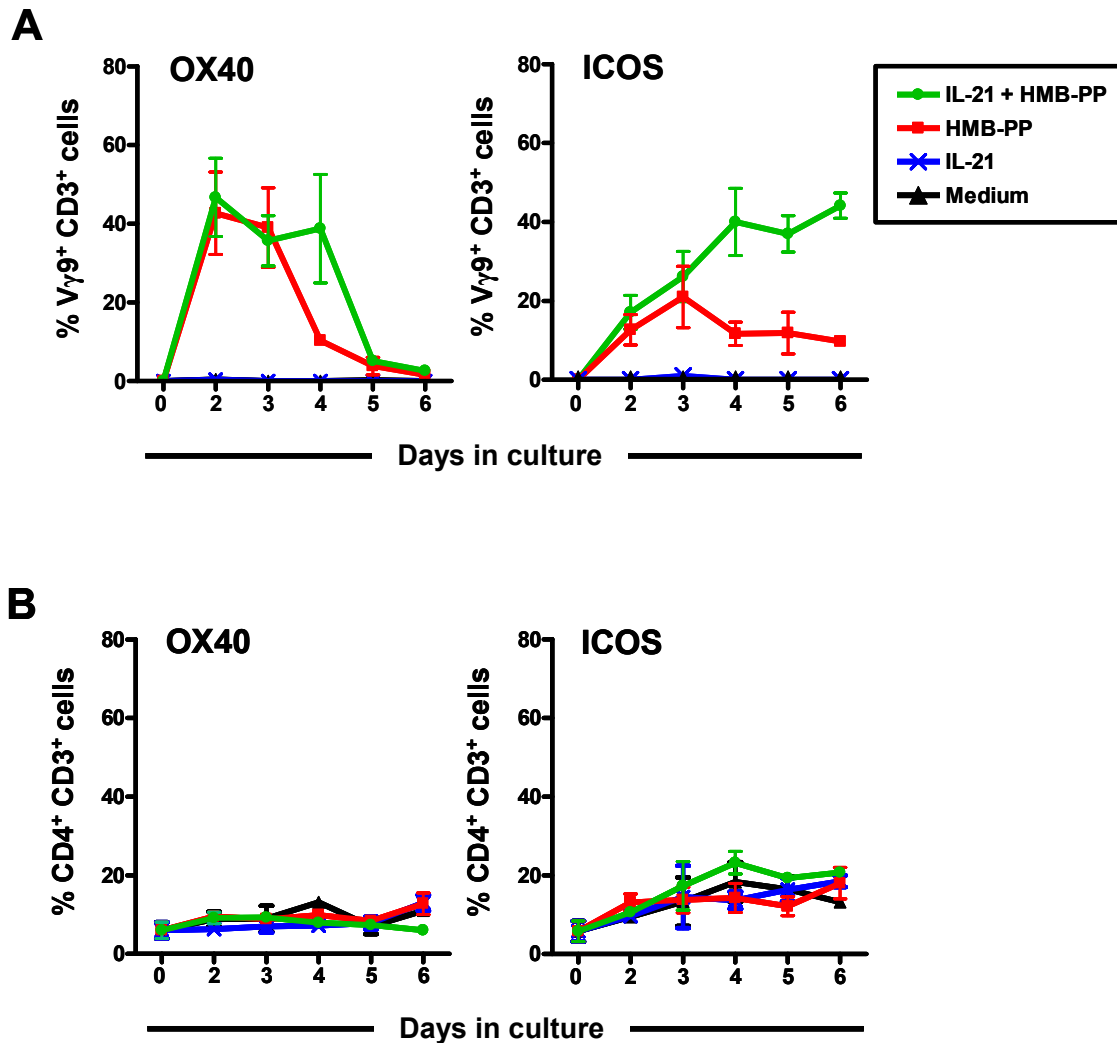 A
OX40
ICOS
IL-21 + HMB-PP
HMB-PP
IL-21
Medium
% Vγ9⁺ CD3⁺ cells
80
60
40
20
0
0 2 3 4 5 6
% Vγ9⁺ CD3⁺ cells
80
60
40
20
0
0 2 3 4 5 6
Days in culture
B
OX40
ICOS
% CD4⁺ CD3⁺ cells
80
60
40
20
0
0 2 3 4 5 6
% CD4⁺ CD3⁺ cells
80
60
40
20
0
0 2 3 4 5 6
Days in culture